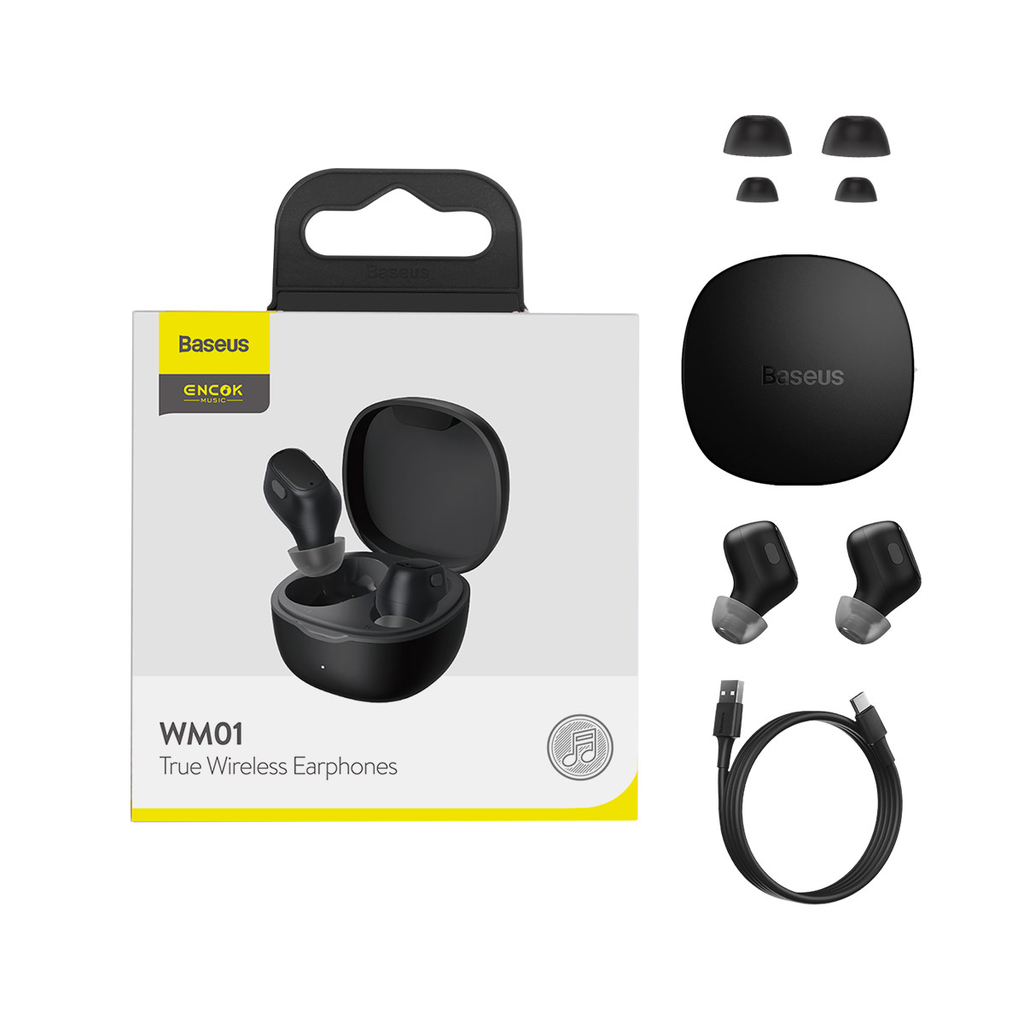 Baseus
Baseus
ENCOK
MUSIC
WM01
True Wireless Earphones
Baseus